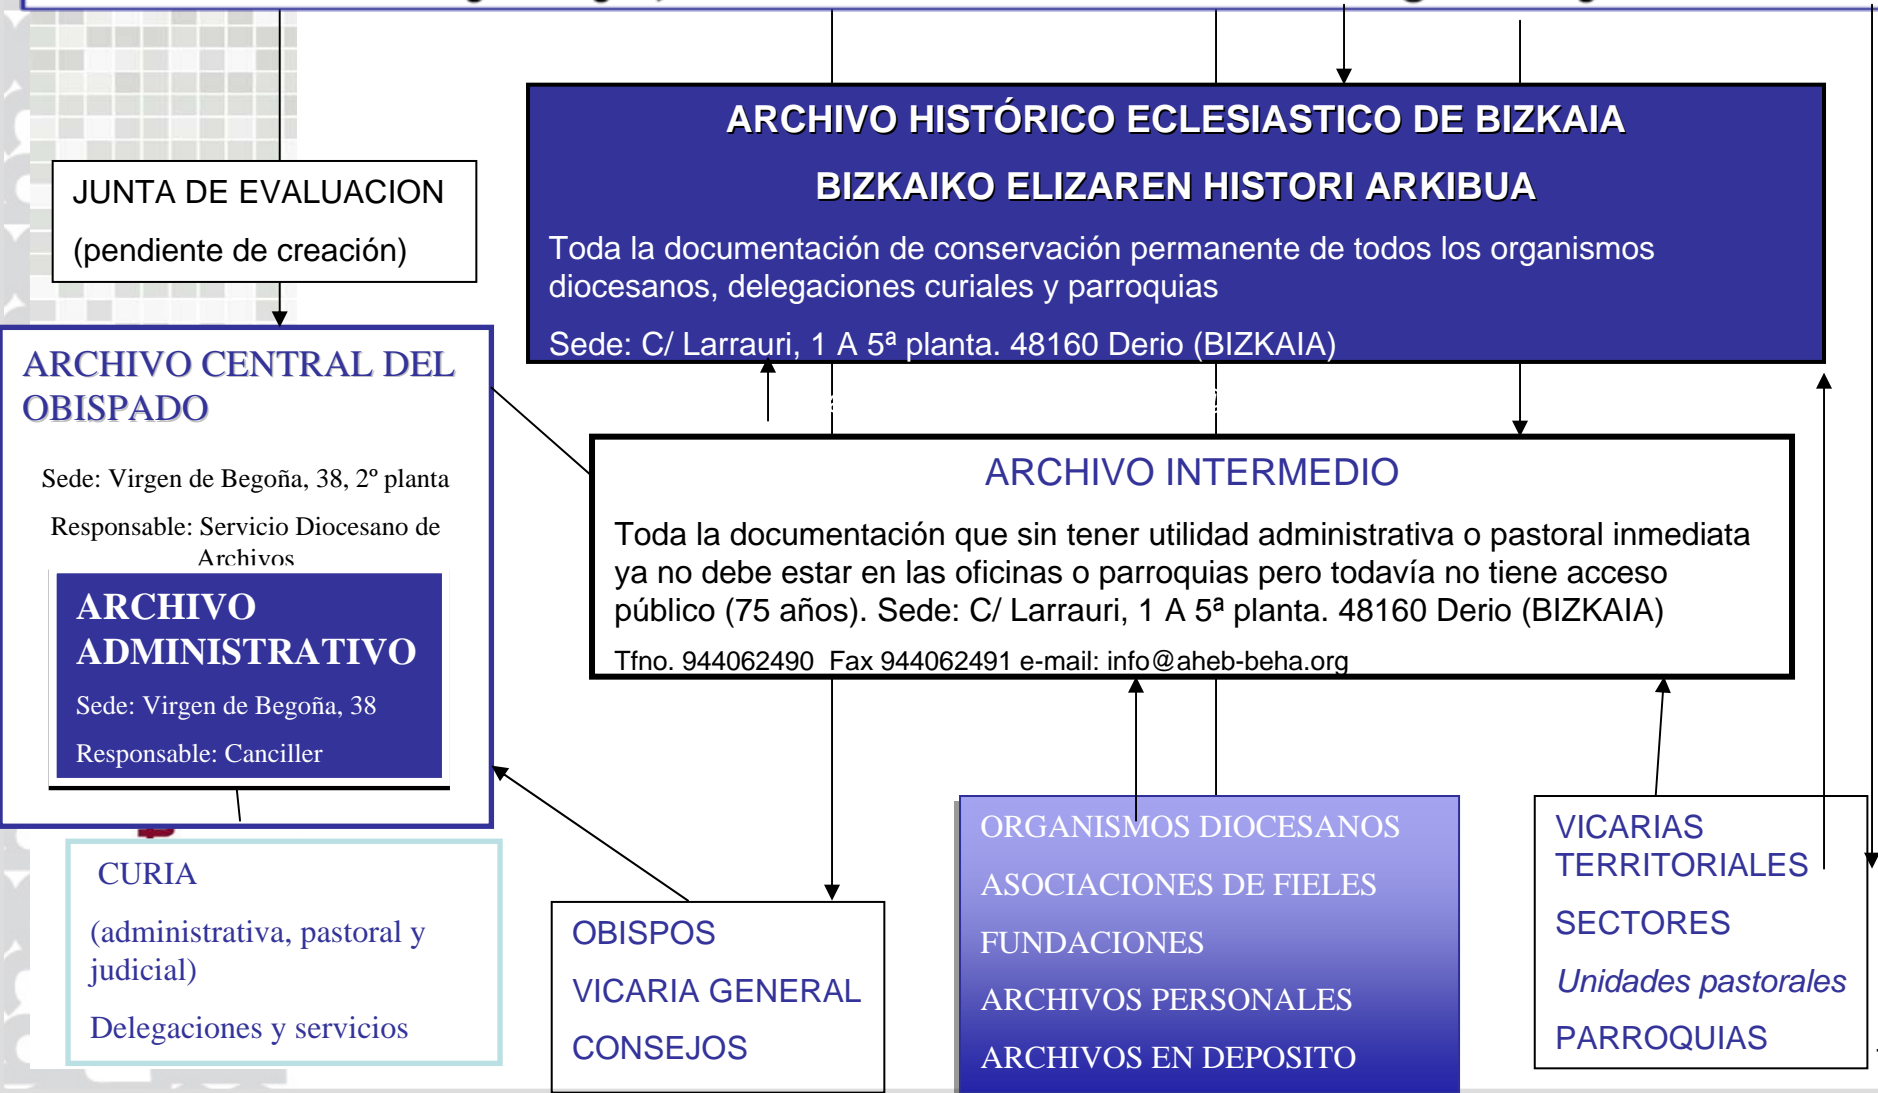 ARCHIVO HISTÓRICO ECLESIASTICO DE BIZKAIA
BIZKAIKO ELIZAREN HISTORI ARKIBUA
Toda la documentación de conservación permanente de todos los organismos
diocesanos, delegaciones curiales y parroquias
Sede: C/ Larrauri, 1 A 5ª planta. 48160 Derio (BIZKAIA)
JUNTA DE EVALUACION
(pendiente de creación)
ARCHIVO CENTRAL DEL
OBISPADO
Sede: Virgen de Begoña, 38, 2º planta
Responsable: Servicio Diocesano de
Archivos
ARCHIVO
ADMINISTRATIVO
Sede: Virgen de Begoña, 38
Responsable: Canciller
ARCHIVO INTERMEDIO
Toda la documentación que sin tener utilidad administrativa o pastoral inmediata
ya no debe estar en las oficinas o parroquias pero todavía no tiene acceso
público (75 años). Sede: C/ Larrauri, 1 A 5ª planta. 48160 Derio (BIZKAIA)
Tfno. 944062490 Fax 944062491 e-mail: info@aheb-beha.org
CURIA
(administrativa, pastoral y
judicial)
Delegaciones y servicios
OBISPOS
VICARIA GENERAL
CONSEJOS
ORGANISMOS DIOCESANOS
ASOCIACIONES DE FIELES
FUNDACIONES
ARCHIVOS PERSONALES
ARCHIVOS EN DEPOSITO
VICARIAS
TERRITORIALES
SECTORES
Unidades pastorales
PARROQUIAS